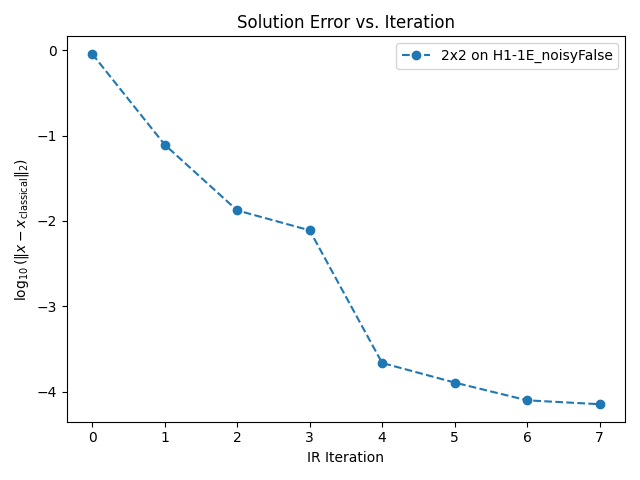 Solution Error vs. Iteration
2x2 on H1-1E_noisyFalse
log₁₀(‖x − x_classical‖₂)
0
−1
−2
−3
−4
0 1 2 3 4 5 6 7
IR Iteration